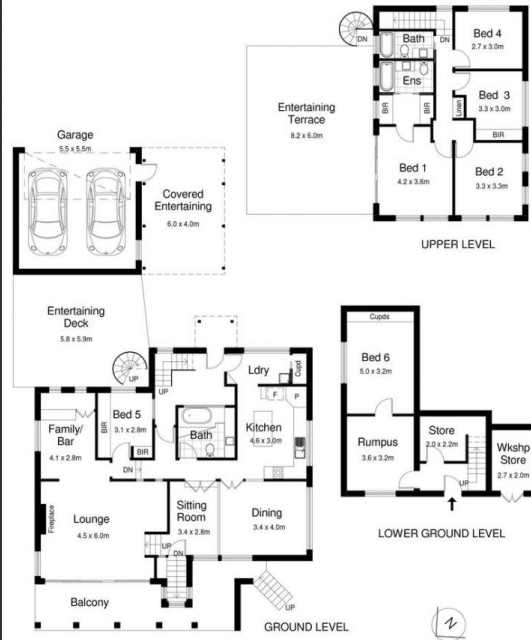 DN
Bath
DN
Bed 4
2.7 x 3.0m
Ens
BIR
BIR
Linen
Bed 3
3.3 x 3.0m
BIR
Entertaining
Terrace
8.2 x 6.0m
Bed 1
4.2 x 3.6m
Bed 2
3.3 x 3.3m
UPPER LEVEL
Garage
5.5 x 5.5m
Covered
Entertaining
6.0 x 4.0m
Entertaining
Deck
5.8 x 5.9m
UP
UP
Ldry
Cupd
F
P
Family/
Bar
4.1 x 2.8m
BIR
Bed 5
3.1 x 2.8m
BIR
DN
Bath
Kitchen
4.6 x 3.0m
Fireplace
Lounge
4.5 x 6.0m
Sitting
Room
3.4 x 2.8m
Dining
3.4 x 4.0m
UP
DN
Balcony
UP
GROUND LEVEL
Cupds
Bed 6
5.0 x 3.2m
Rumpus
3.6 x 3.2m
Store
2.0 x 2.2m
UP
Wkshp
Store
2.7 x 2.0m
LOWER GROUND LEVEL
N